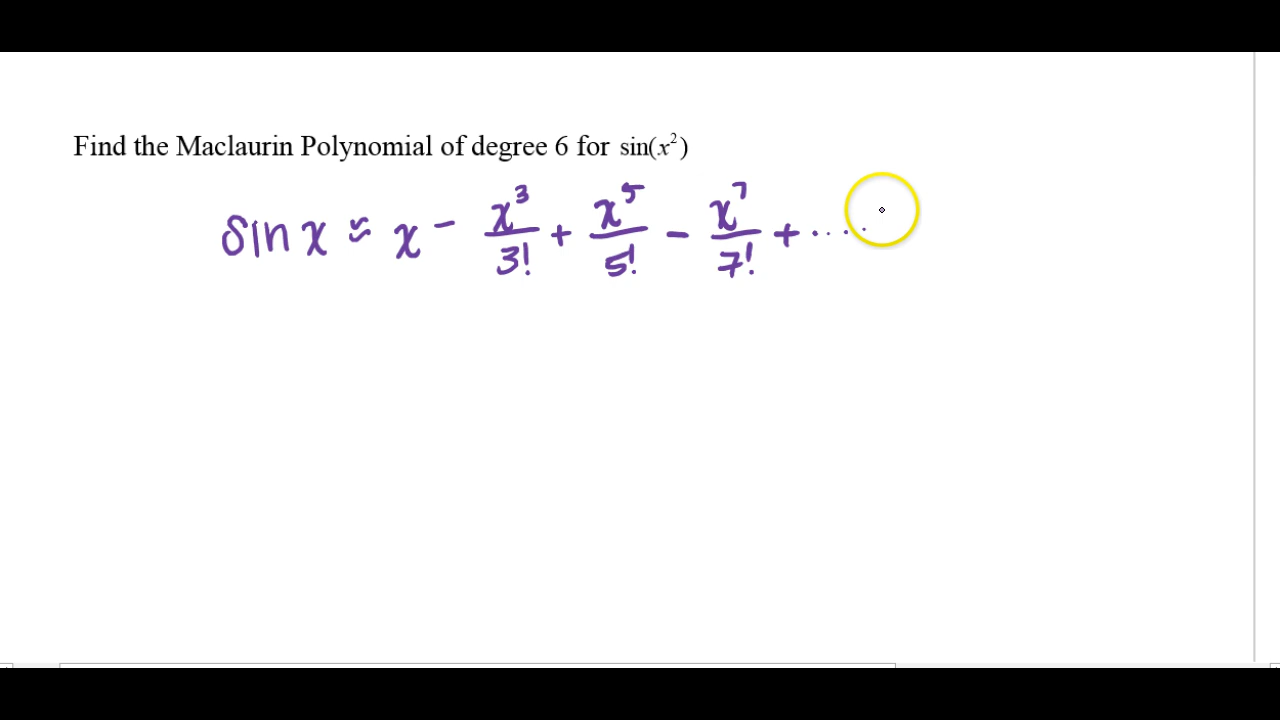 Find the Maclaurin Polynomial of degree 6 for sin(x²)
sin x ≈ x - x³/3! + x⁵/5! - x⁷/7! + .....